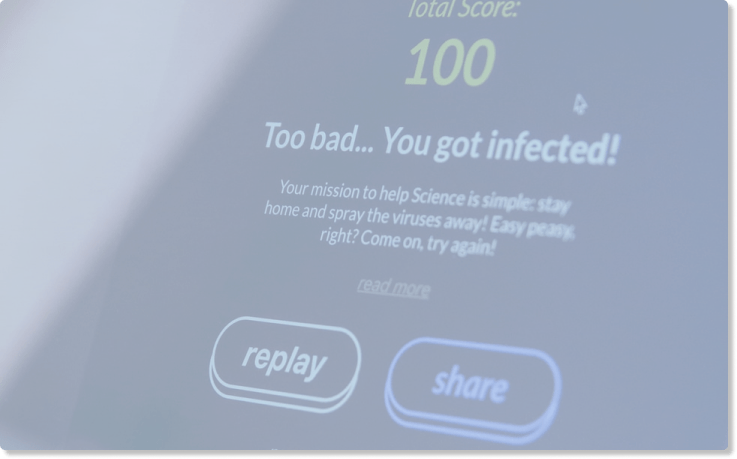 Total Score:
100
Too bad... You got infected!
Your mission to help Science is simple: stay
home and spray the viruses away! Easy peasy,
right? Come on, try again!
read more
replay
share